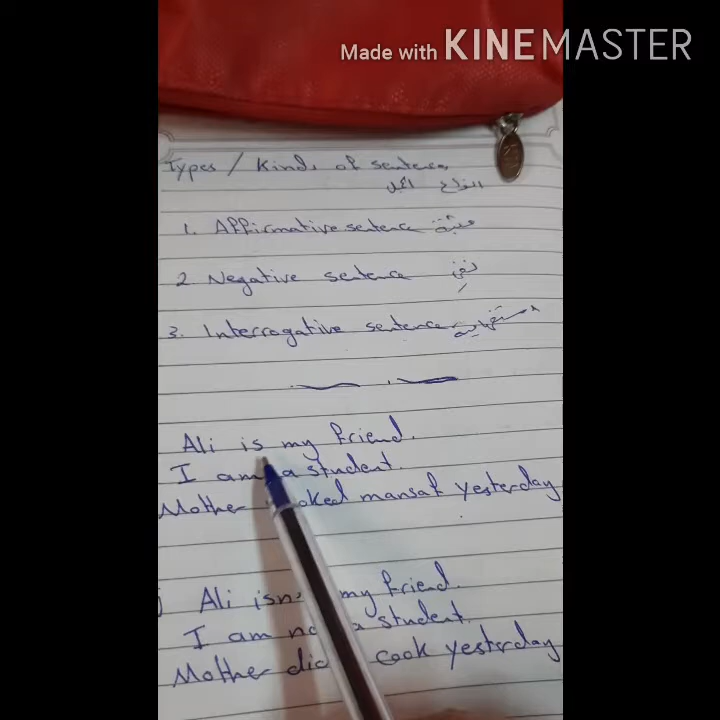 Made with KINEMASTER
Types / Kinds of sentence
انواع الجمل
1. Affirmative sentence مثبتة
2 Negative sentence نفي
3. Interrogative sentence
Ali is my friend.
I am a student.
Mother cooked mansaf yesterday
Ali isn my friend.
I am no a student.
Mother did cook yesterday